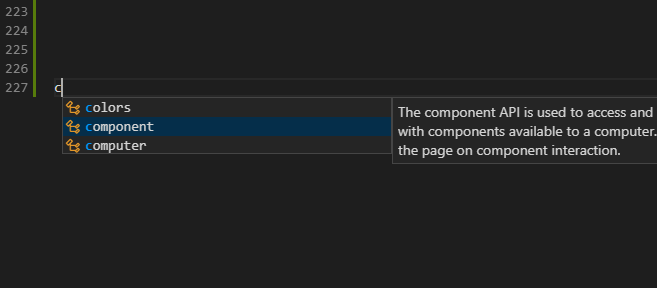 223
224
225
226
227 c
colors
component
computer
The component API is used to access and
with components available to a computer.
the page on component interaction.